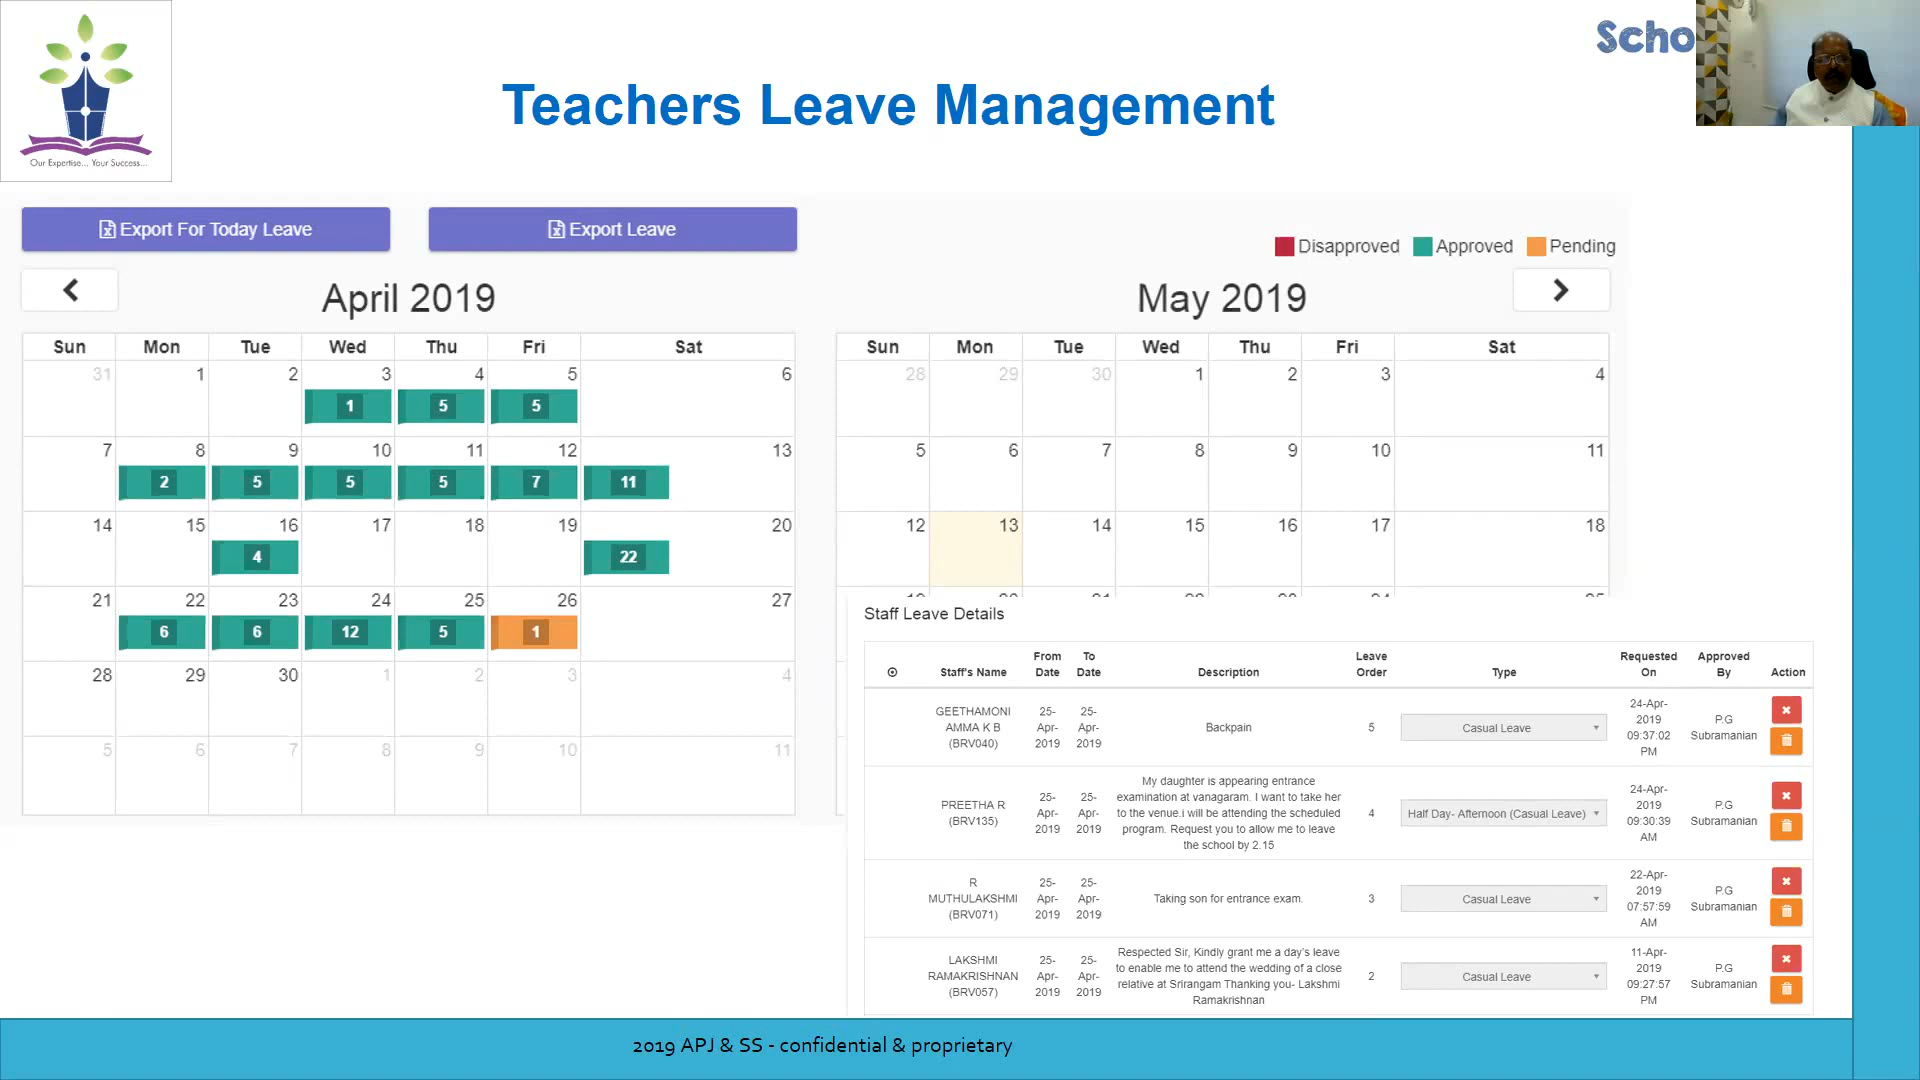 Our Expertise... Your Success...
Scho
Teachers Leave Management
Export For Today Leave
Export Leave
Disapproved Approved Pending
April 2019
Sun Mon Tue Wed Thu Fri Sat
31 1 2 3 4 5 6
1 5 5
7 8 9 10 11 12 13
2 5 5 5 7 11
14 15 16 17 18 19 20
4 22
21 22 23 24 25 26 27
6 6 12 5 1
28 29 30 1 2 3 4
5 6 7 8 9 10 11
May 2019
Sun Mon Tue Wed Thu Fri Sat
28 29 30 1 2 3 4
5 6 7 8 9 10 11
12 13 14 15 16 17 18
Staff Leave Details
Staff's Name From Date To Date Description Leave Order Type Requested On Approved By Action
GEETHAMONI AMMA K B (BRV040) 25-Apr-2019 25-Apr-2019 Backpain 5 Casual Leave 24-Apr-2019 09:37:02 PM P.G Subramanian
PREETHA R (BRV135) 25-Apr-2019 25-Apr-2019 My daughter is appearing entrance examination at vanagaram. I want to take her to the venue.i will be attending the scheduled program. Request you to allow me to leave the school by 2.15 4 Half Day- Afternoon (Casual Leave) 24-Apr-2019 09:30:39 AM P.G Subramanian
R MUTHULAKSHMI (BRV071) 25-Apr-2019 25-Apr-2019 Taking son for entrance exam. 3 Casual Leave 22-Apr-2019 07:57:59 AM P.G Subramanian
LAKSHMI RAMAKRISHNAN (BRV057) 25-Apr-2019 25-Apr-2019 Respected Sir, Kindly grant me a day's leave to enable me to attend the wedding of a close relative at Srirangam Thanking you- Lakshmi Ramakrishnan 2 Casual Leave 11-Apr-2019 09:27:57 PM P.G Subramanian
2019 APJ & SS - confidential & proprietary